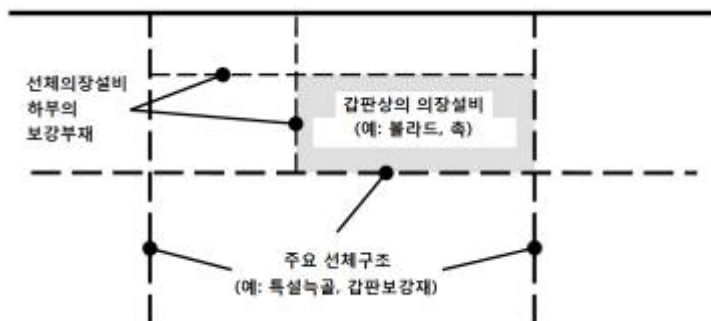 선체의장설비
하부의
보강부재
갑판상의 의장설비
(예: 볼라드, 촉)
주요 선체구조
(예: 특설늑골, 갑판보강재)